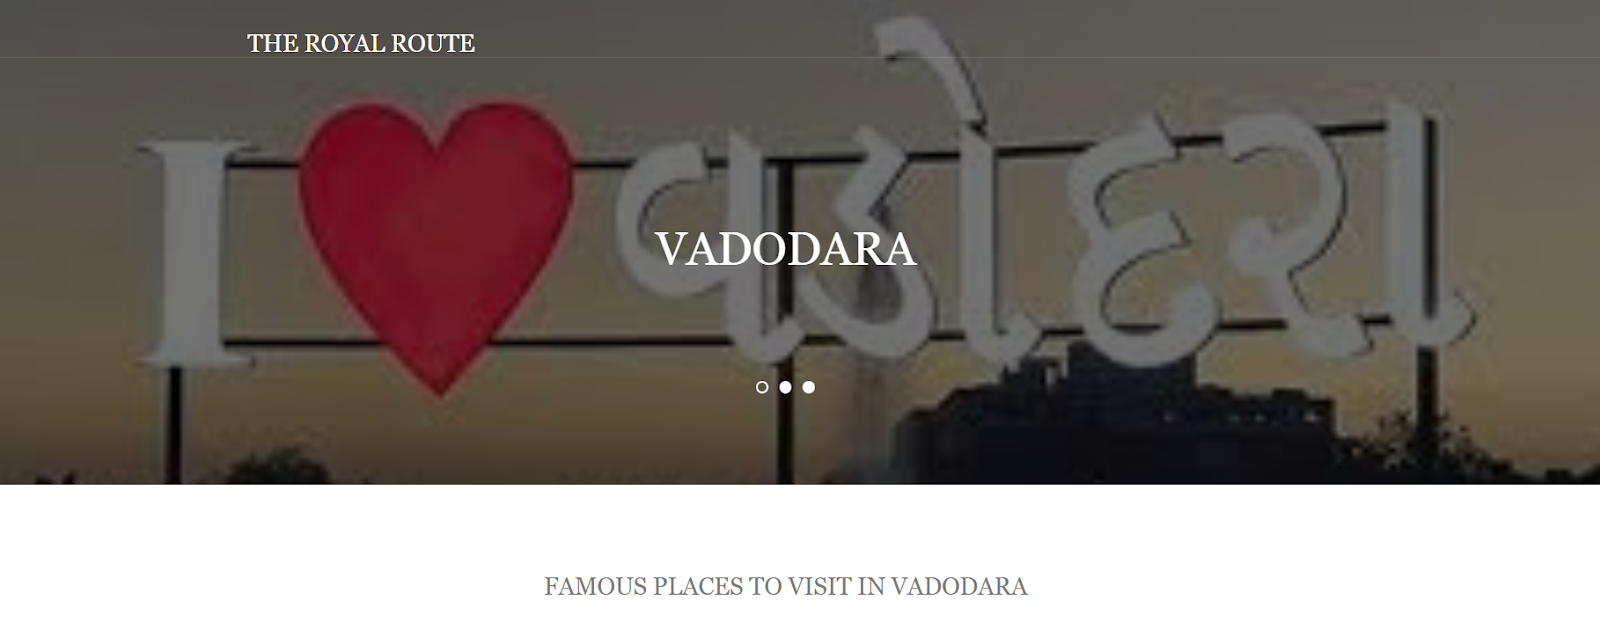 THE ROYAL ROUTE
I વડોદરા
VADODARA
FAMOUS PLACES TO VISIT IN VADODARA